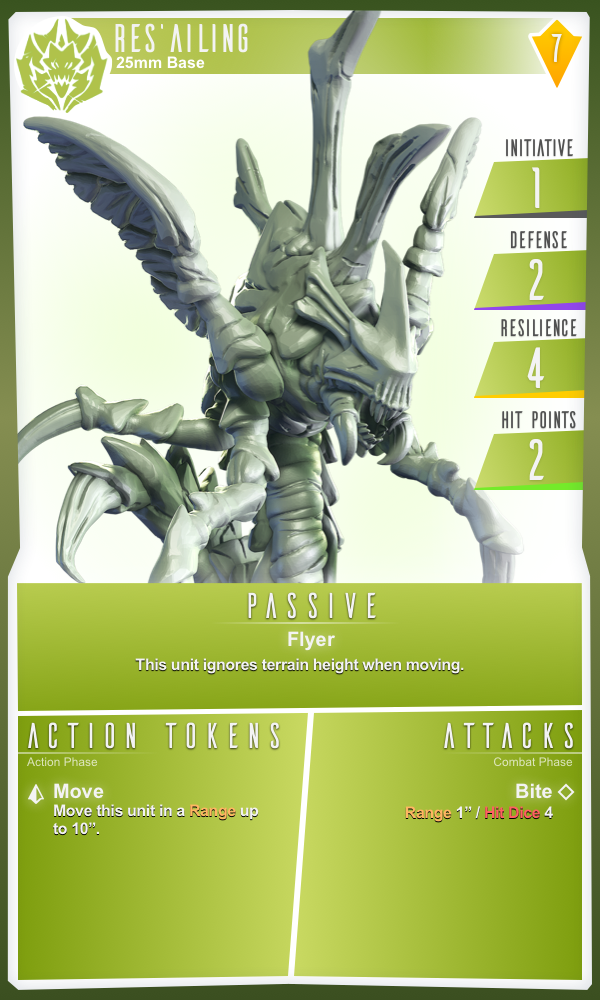 RES'AILING
25mm Base
7
INITIATIVE
1
DEFENSE
2
RESILIENCE
4
HIT POINTS
2
PASSIVE
Flyer
This unit ignores terrain height when moving.
ACTION TOKENS
Action Phase
Move
Move this unit in a Range up
to 10”.
ATTACKS
Combat Phase
Bite
Range 1” / Hit Dice 4